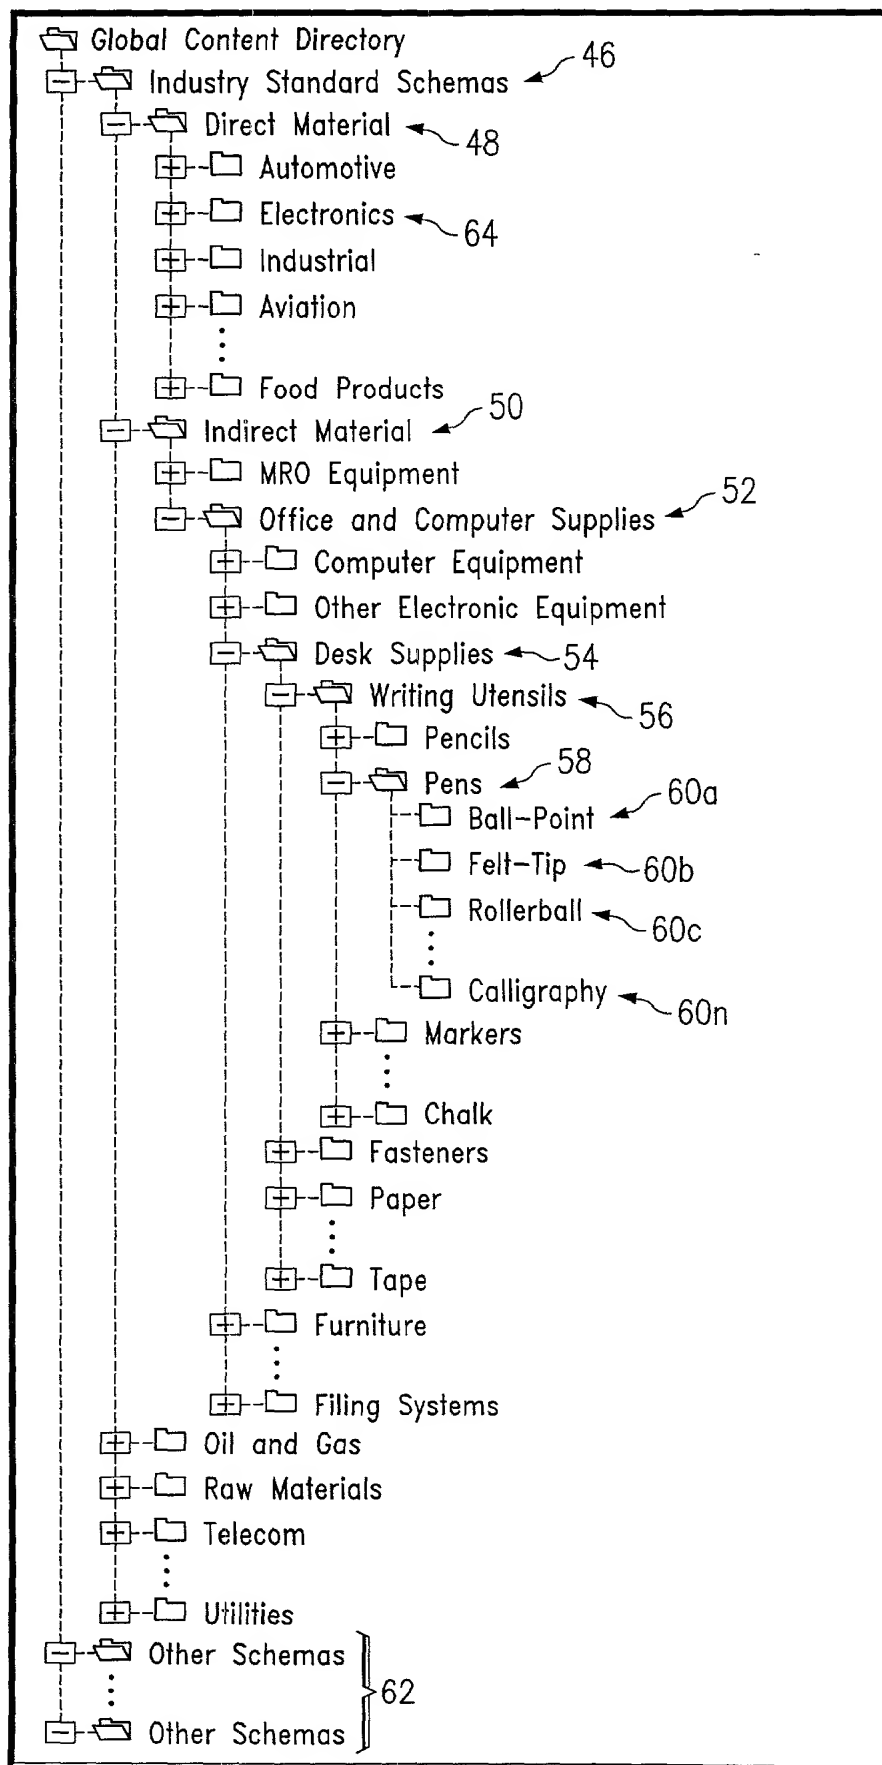 Global Content Directory
Industry Standard Schemas 46
Direct Material 48
Automotive
Electronics 64
Industrial
Aviation
Food Products
Indirect Material 50
MRO Equipment
Office and Computer Supplies 52
Computer Equipment
Other Electronic Equipment
Desk Supplies 54
Writing Utensils 56
Pencils
Pens 58
Ball-Point 60a
Felt-Tip 60b
Rollerball 60c
Calligraphy 60n
Markers
Chalk
Fasteners
Paper
Tape
Furniture
Filing Systems
Oil and Gas
Raw Materials
Telecom
Utilities
Other Schemas
62
Other Schemas